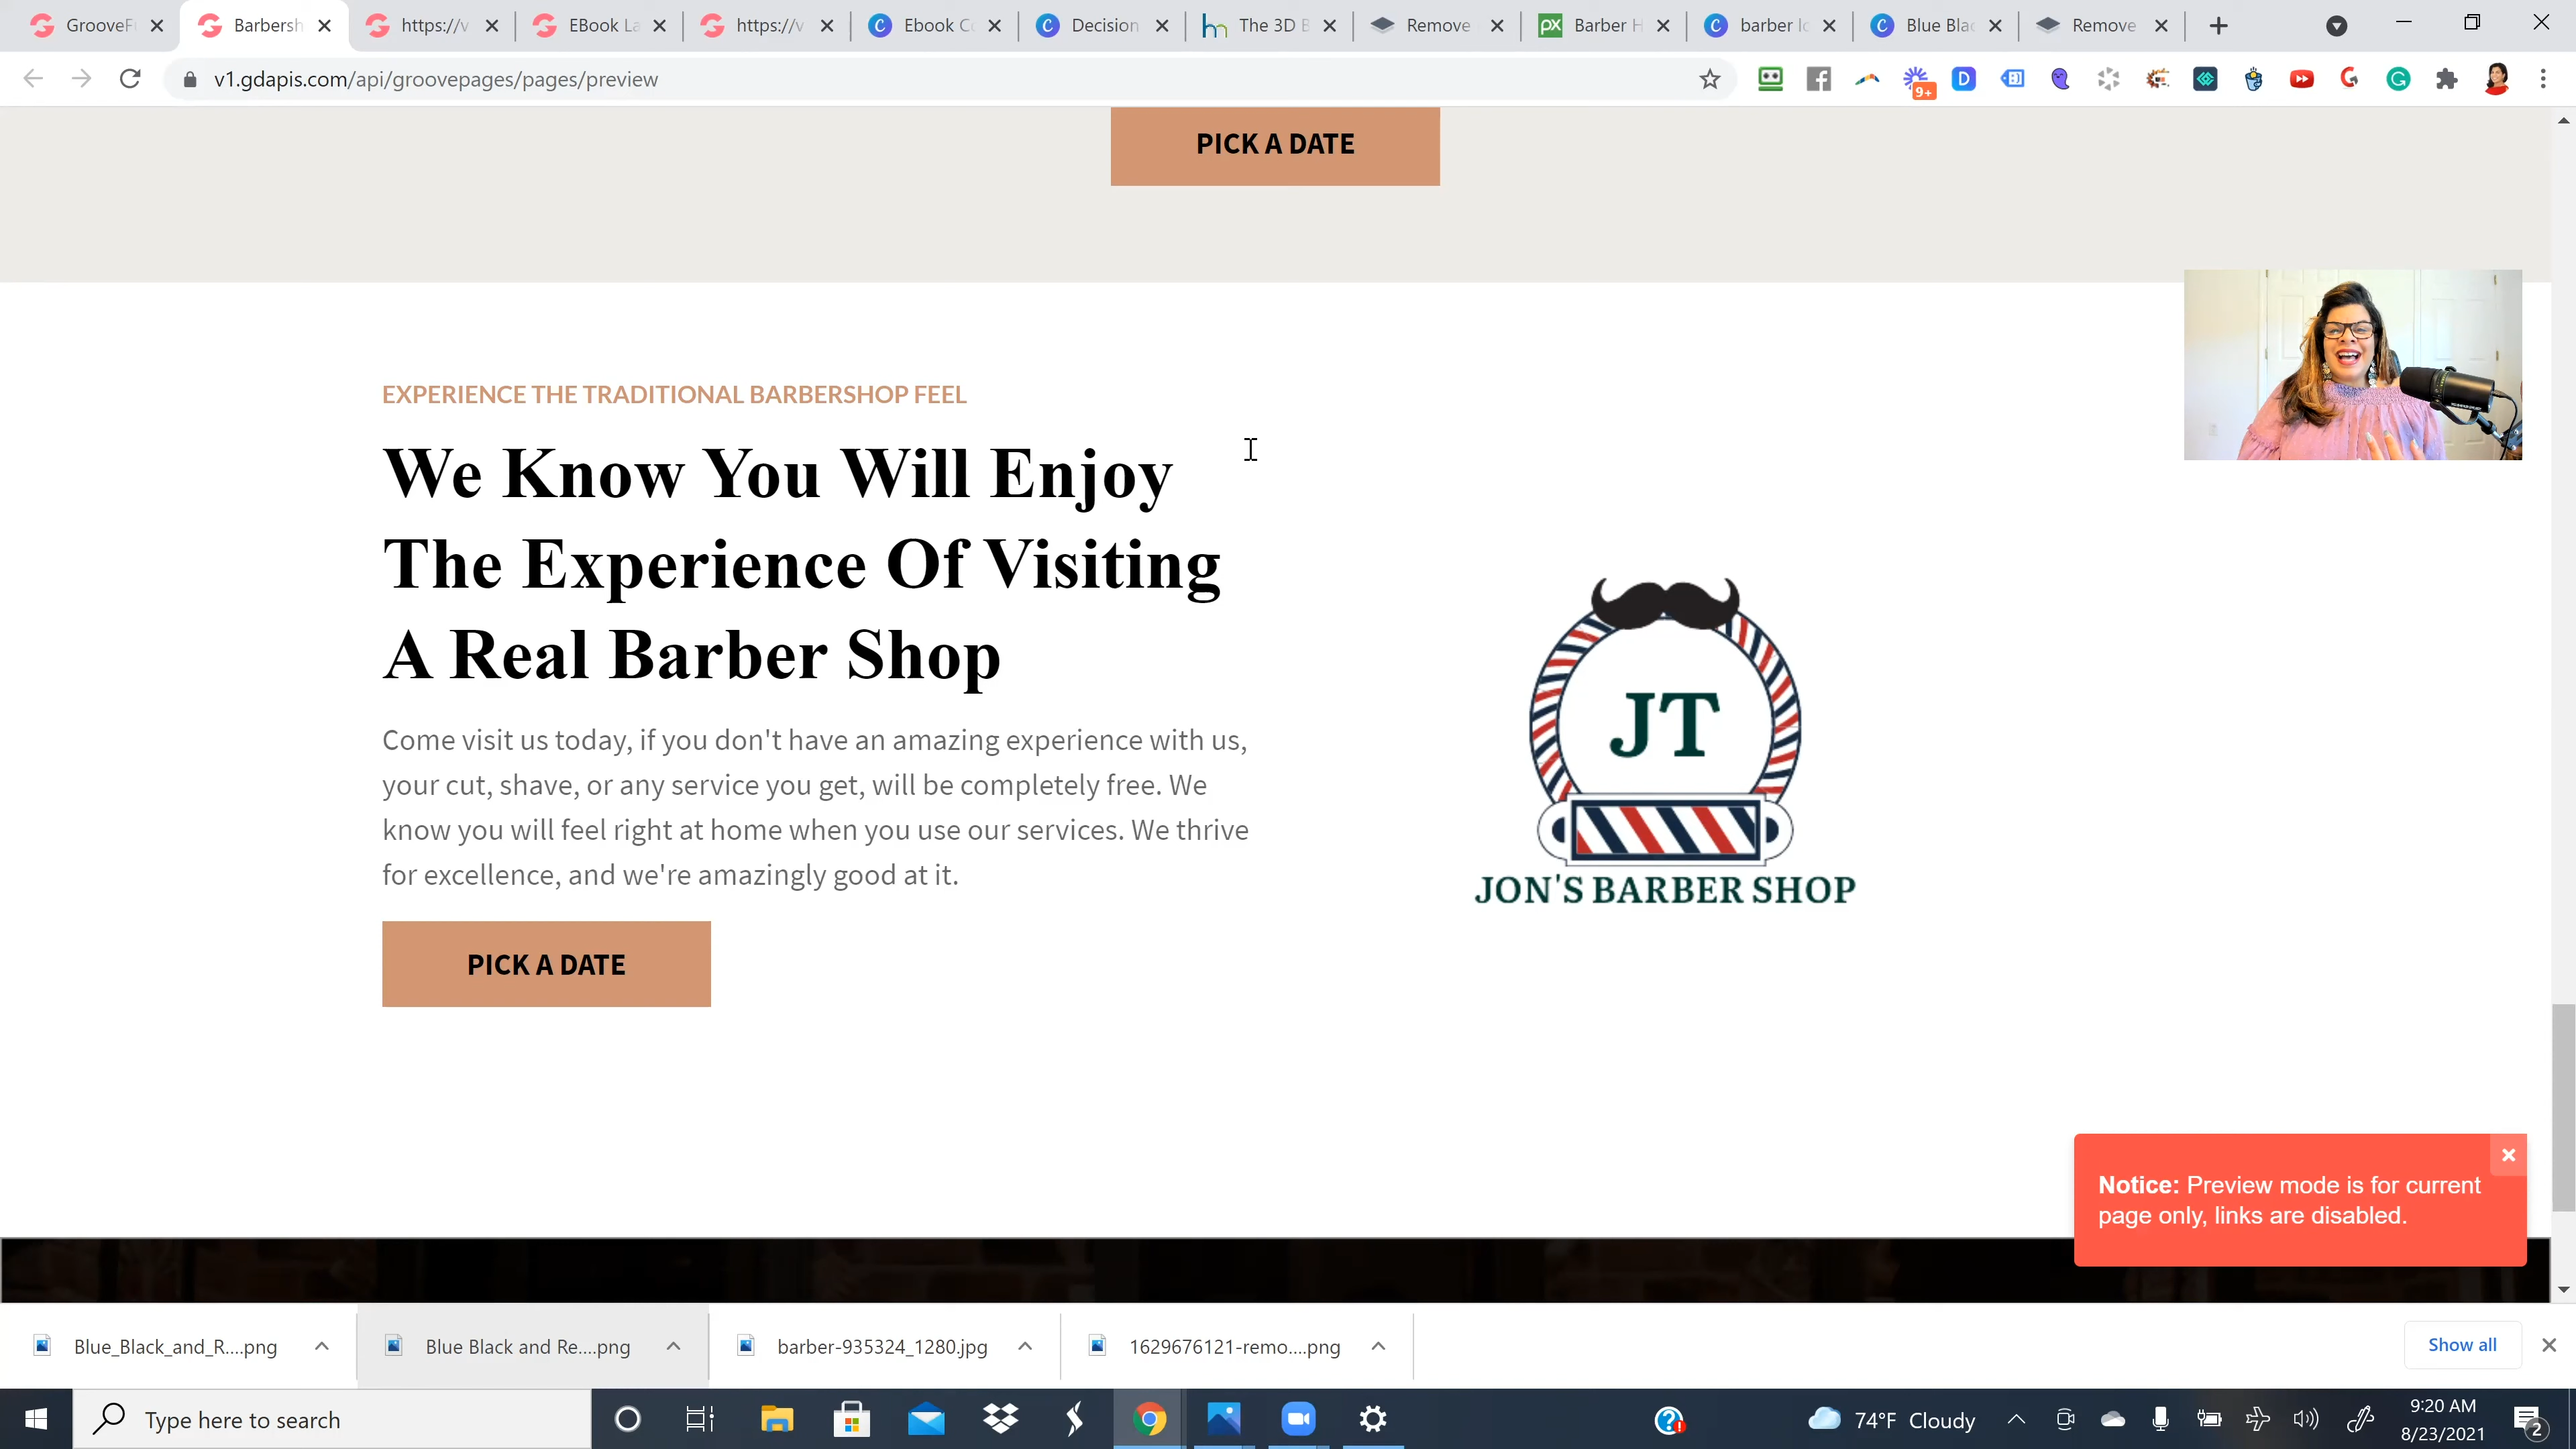 GrooveF
Barbersh
https://v
EBook La
https://v
Ebook Co
Decision
The 3D B
Remove
Barber H
barber lo
Blue Blac
Remove
v1.gdapis.com/api/groovepages/pages/preview
9+
PICK A DATE
EXPERIENCE THE TRADITIONAL BARBERSHOP FEEL
We Know You Will Enjoy
The Experience Of Visiting
A Real Barber Shop
Come visit us today, if you don't have an amazing experience with us,
your cut, shave, or any service you get, will be completely free. We
know you will feel right at home when you use our services. We thrive
for excellence, and we're amazingly good at it.
PICK A DATE
JT
JON'S BARBER SHOP
Notice: Preview mode is for current
page only, links are disabled.
Blue_Black_and_R....png
Blue Black and Re....png
barber-935324_1280.jpg
1629676121-remo....png
Show all
Type here to search
74°F Cloudy
9:20 AM
8/23/2021
2